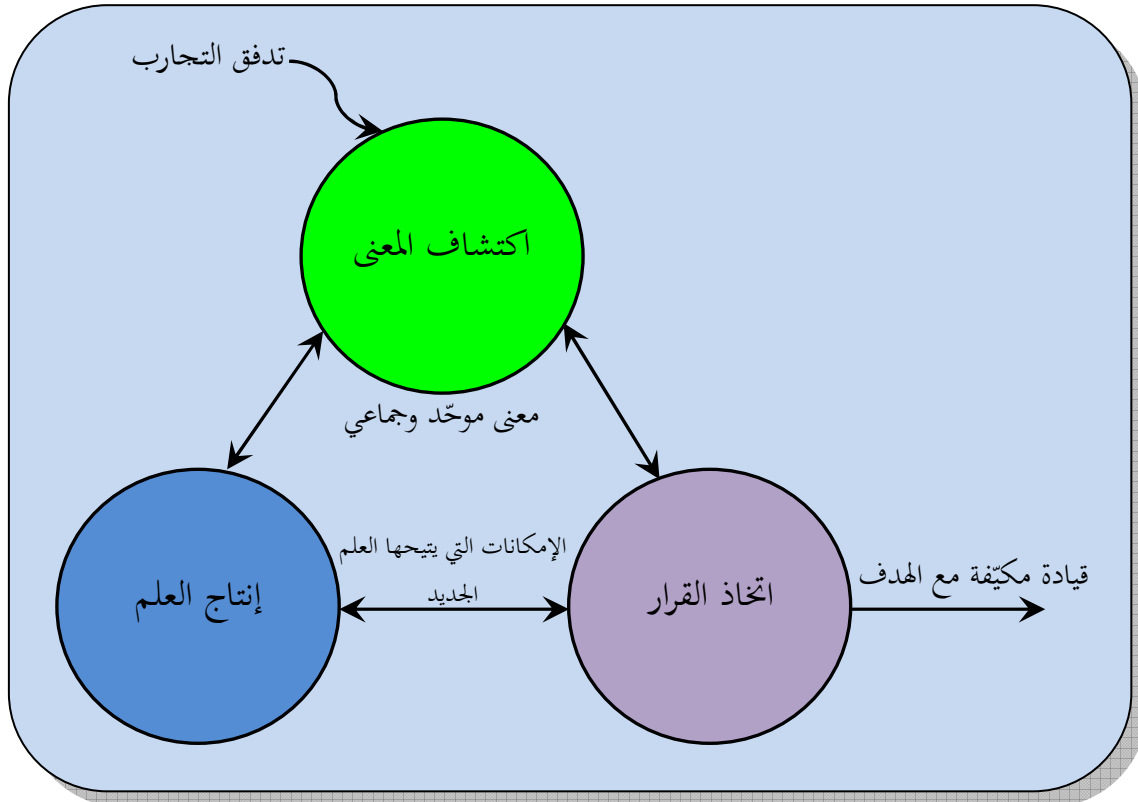 تدفق التجارب
اكتشاف المعنى
معنى موحّد وجماعي
الإمكانات التي يتيحها العلم
الجديد
إنتاج العلم
اتخاذ القرار
قيادة مكيّفة مع الهدف